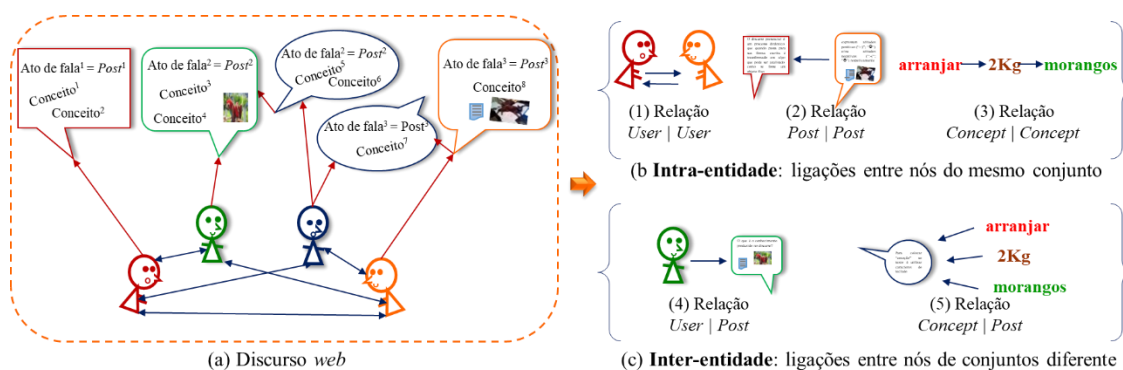 Ato de fala¹ = Post¹
Conceito¹
Conceito²
Ato de fala² = Post²
Conceito³
Conceito⁴
Ato de fala² = Post²
Conceito⁵
Conceito⁶
Ato de fala³ = Post³
Conceito⁷
Ato de fala³ = Post³
Conceito⁸
(a) Discurso web
arranjar 2Kg morangos
(1) Relação
User | User
(2) Relação
Post | Post
(3) Relação
Concept | Concept
(b Intra-entidade: ligações entre nós do mesmo conjunto
arranjar
2Kg
morangos
(4) Relação
User | Post
(5) Relação
Concept | Post
(c) Inter-entidade: ligações entre nós de conjuntos diferente